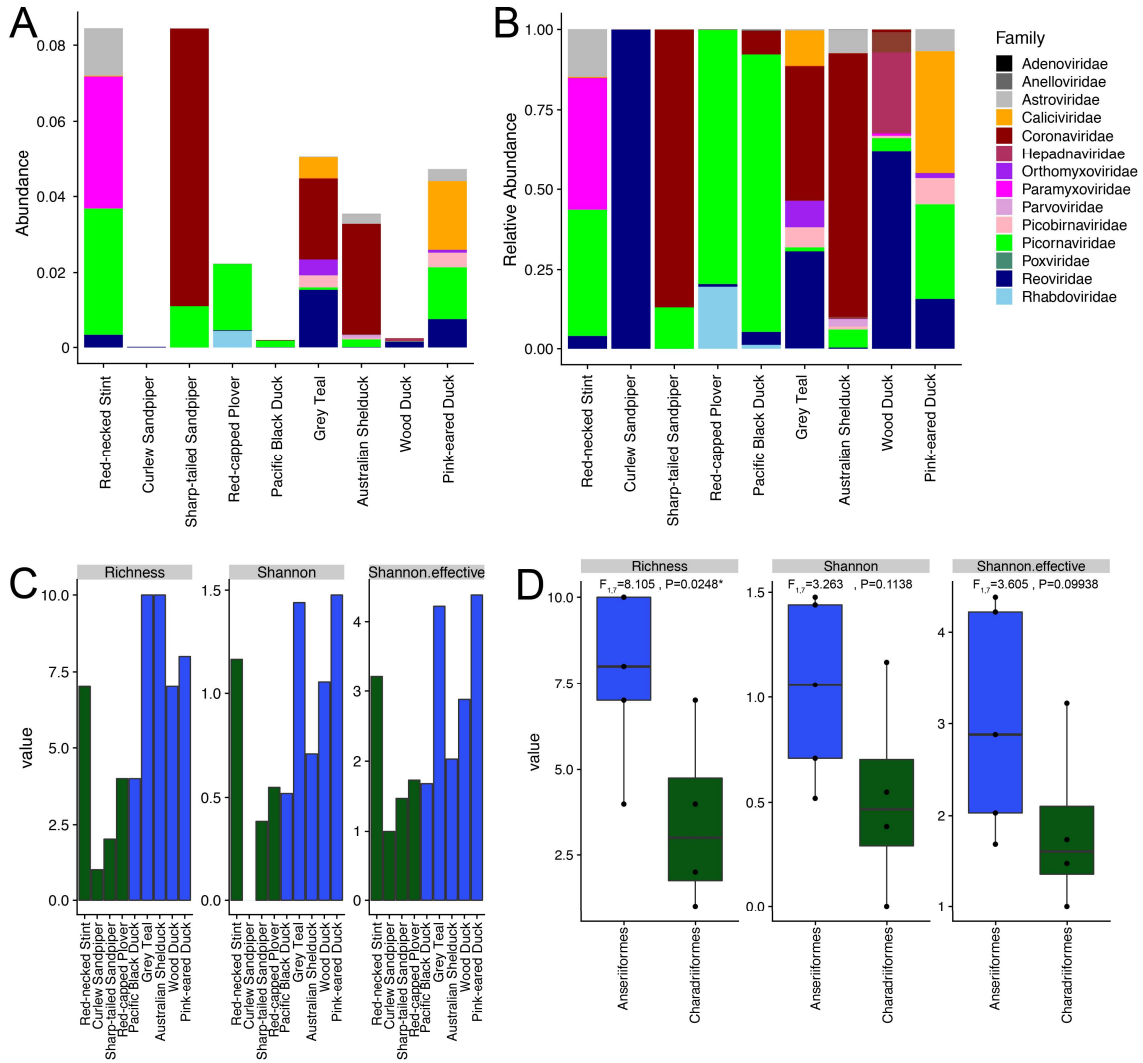 A
Abundance
0.08
0.06
0.04
0.02
0
Red-necked Stint
Curlew Sandpiper
Sharp-tailed Sandpiper
Red-capped Plover
Pacific Black Duck
Grey Teal
Australian Shelduck
Wood Duck
Pink-eared Duck
B
Relative Abundance
1.00
0.75
0.50
0.25
0.00
Red-necked Stint
Curlew Sandpiper
Sharp-tailed Sandpiper
Red-capped Plover
Pacific Black Duck
Grey Teal
Australian Shelduck
Wood Duck
Pink-eared Duck
Family
Adenoviridae
Anelloviridae
Astroviridae
Caliciviridae
Coronaviridae
Hepadnaviridae
Orthomyxoviridae
Paramyxoviridae
Parvoviridae
Picobirnaviridae
Picornaviridae
Poxviridae
Reoviridae
Rhabdoviridae
C
value
Richness
10.0
7.5
5.0
2.5
0.0
Red-necked Stint
Curlew Sandpiper
Sharp-tailed Sandpiper
Red-capped Plover
Pacific Black Duck
Grey Teal
Australian Shelduck
Wood Duck
Pink-eared Duck
Shannon
1.5
1.0
0.5
0.0
Red-necked Stint
Curlew Sandpiper
Sharp-tailed Sandpiper
Red-capped Plover
Pacific Black Duck
Grey Teal
Australian Shelduck
Wood Duck
Pink-eared Duck
Shannon.effective
4
3
2
1
0
Red-necked Stint
Curlew Sandpiper
Sharp-tailed Sandpiper
Red-capped Plover
Pacific Black Duck
Grey Teal
Australian Shelduck
Wood Duck
Pink-eared Duck
D
value
Richness
F1,7=8.105 , P=0.0248*
10.0
7.5
5.0
2.5
Anseriiformes
Charadriiformes
Shannon
F1,7=3.263 , P=0.1138
1.5
1.0
0.5
0.0
Anseriiformes
Charadriiformes
Shannon.effective
F1,7=3.605 , P=0.09938
4
3
2
1
Anseriiformes
Charadriiformes